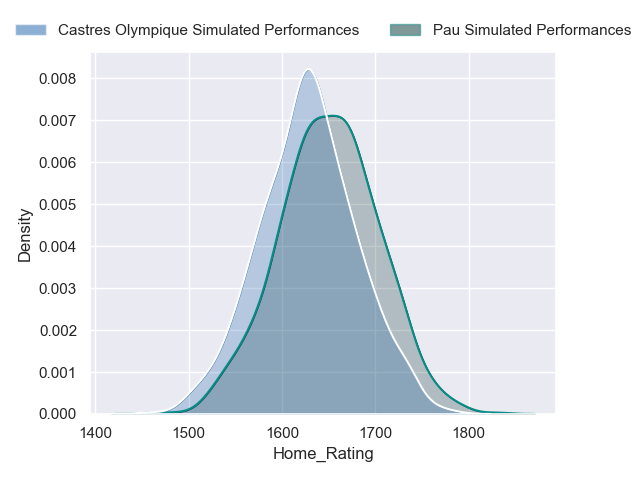 Castres Olympique Simulated Performances
Pau Simulated Performances
0.008
0.007
0.006
0.005
0.004
0.003
0.002
0.001
0.000
Density
1400 1500 1600 1700 1800
Home_Rating